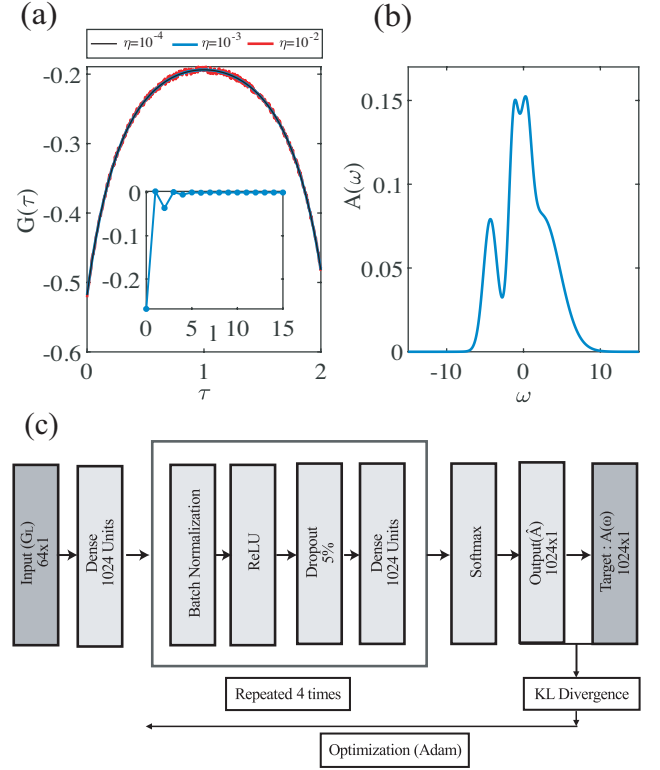 (a)
η=10⁻⁴ η=10⁻³ η=10⁻²
-0.2
-0.3
-0.4
-0.5
-0.6
G(τ)
0 1 2
τ
0
-0.1
-0.2
0 5 10 15
l
(b)
0.15
0.10
0.05
0
A(ω)
-10 0 10
ω
(c)
Input (G_L)
64x1
Dense
1024 Units
Batch Normalization
ReLU
Dropout
5%
Dense
1024 Units
Softmax
Output(Â)
1024x1
Target : A(ω)
1024x1
Repeated 4 times
KL Divergence
Optimization (Adam)